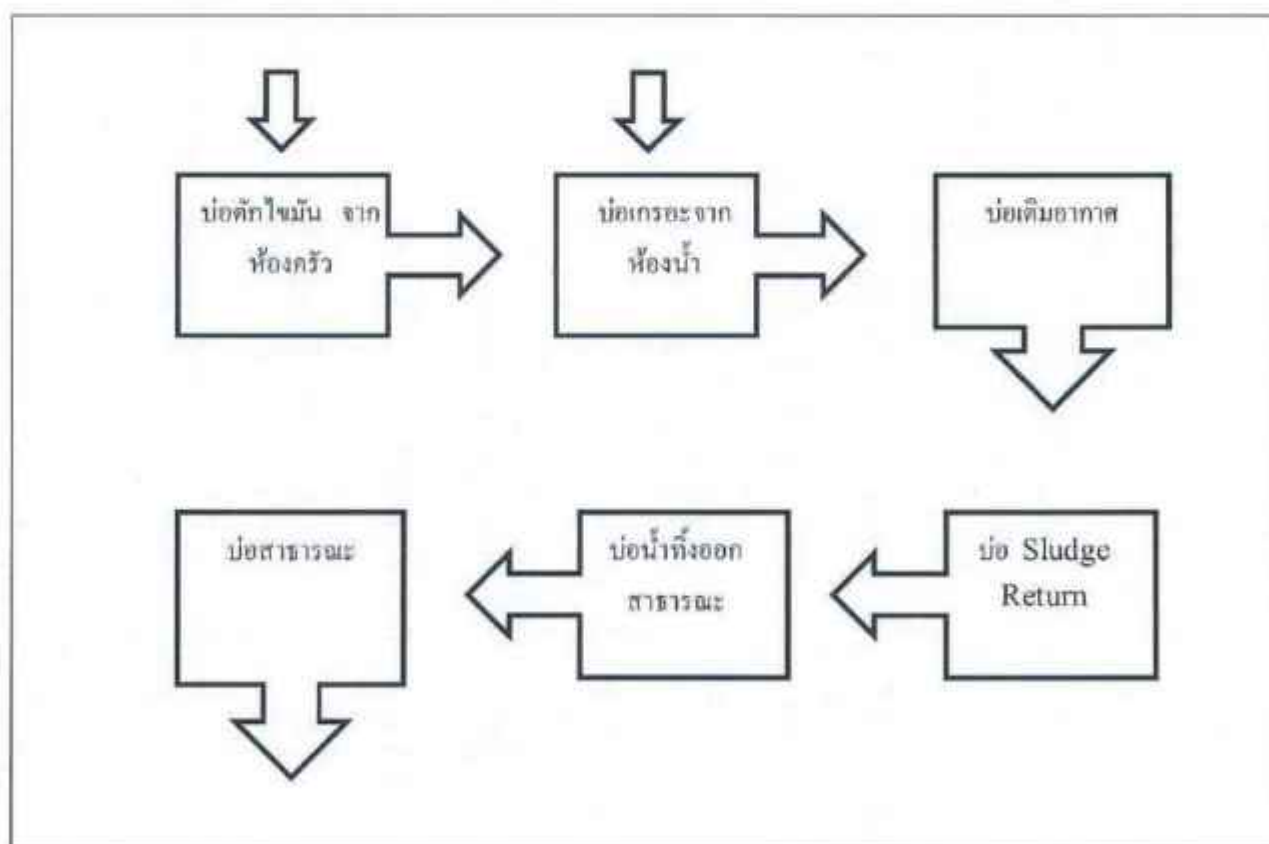 บ่อดักไขมัน จาก
ห้องครัว
บ่อเกรอะจาก
ห้องน้ำ
บ่อเติมอากาศ
บ่อสาธารณะ
บ่อน้ำทิ้งออก
สาธารณะ
บ่อ Sludge
Return